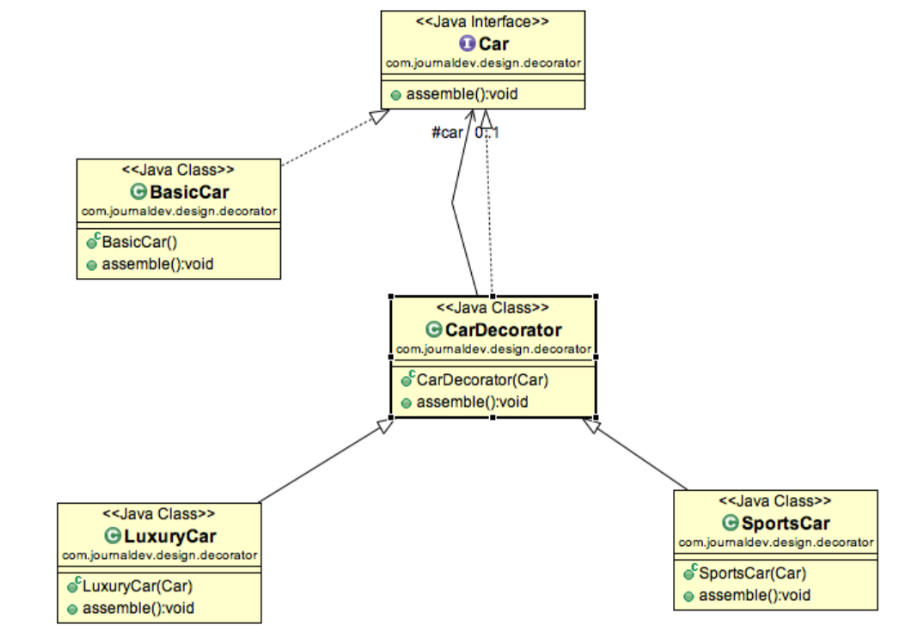 <<Java Interface>>
Car
com.journaldev.design.decorator
assemble():void
#car 0..1
<<Java Class>>
BasicCar
com.journaldev.design.decorator
BasicCar()
assemble():void
<<Java Class>>
CarDecorator
com.journaldev.design.decorator
CarDecorator(Car)
assemble():void
<<Java Class>>
LuxuryCar
com.journaldev.design.decorator
LuxuryCar(Car)
assemble():void
<<Java Class>>
SportsCar
com.journaldev.design.decorator
SportsCar(Car)
assemble():void